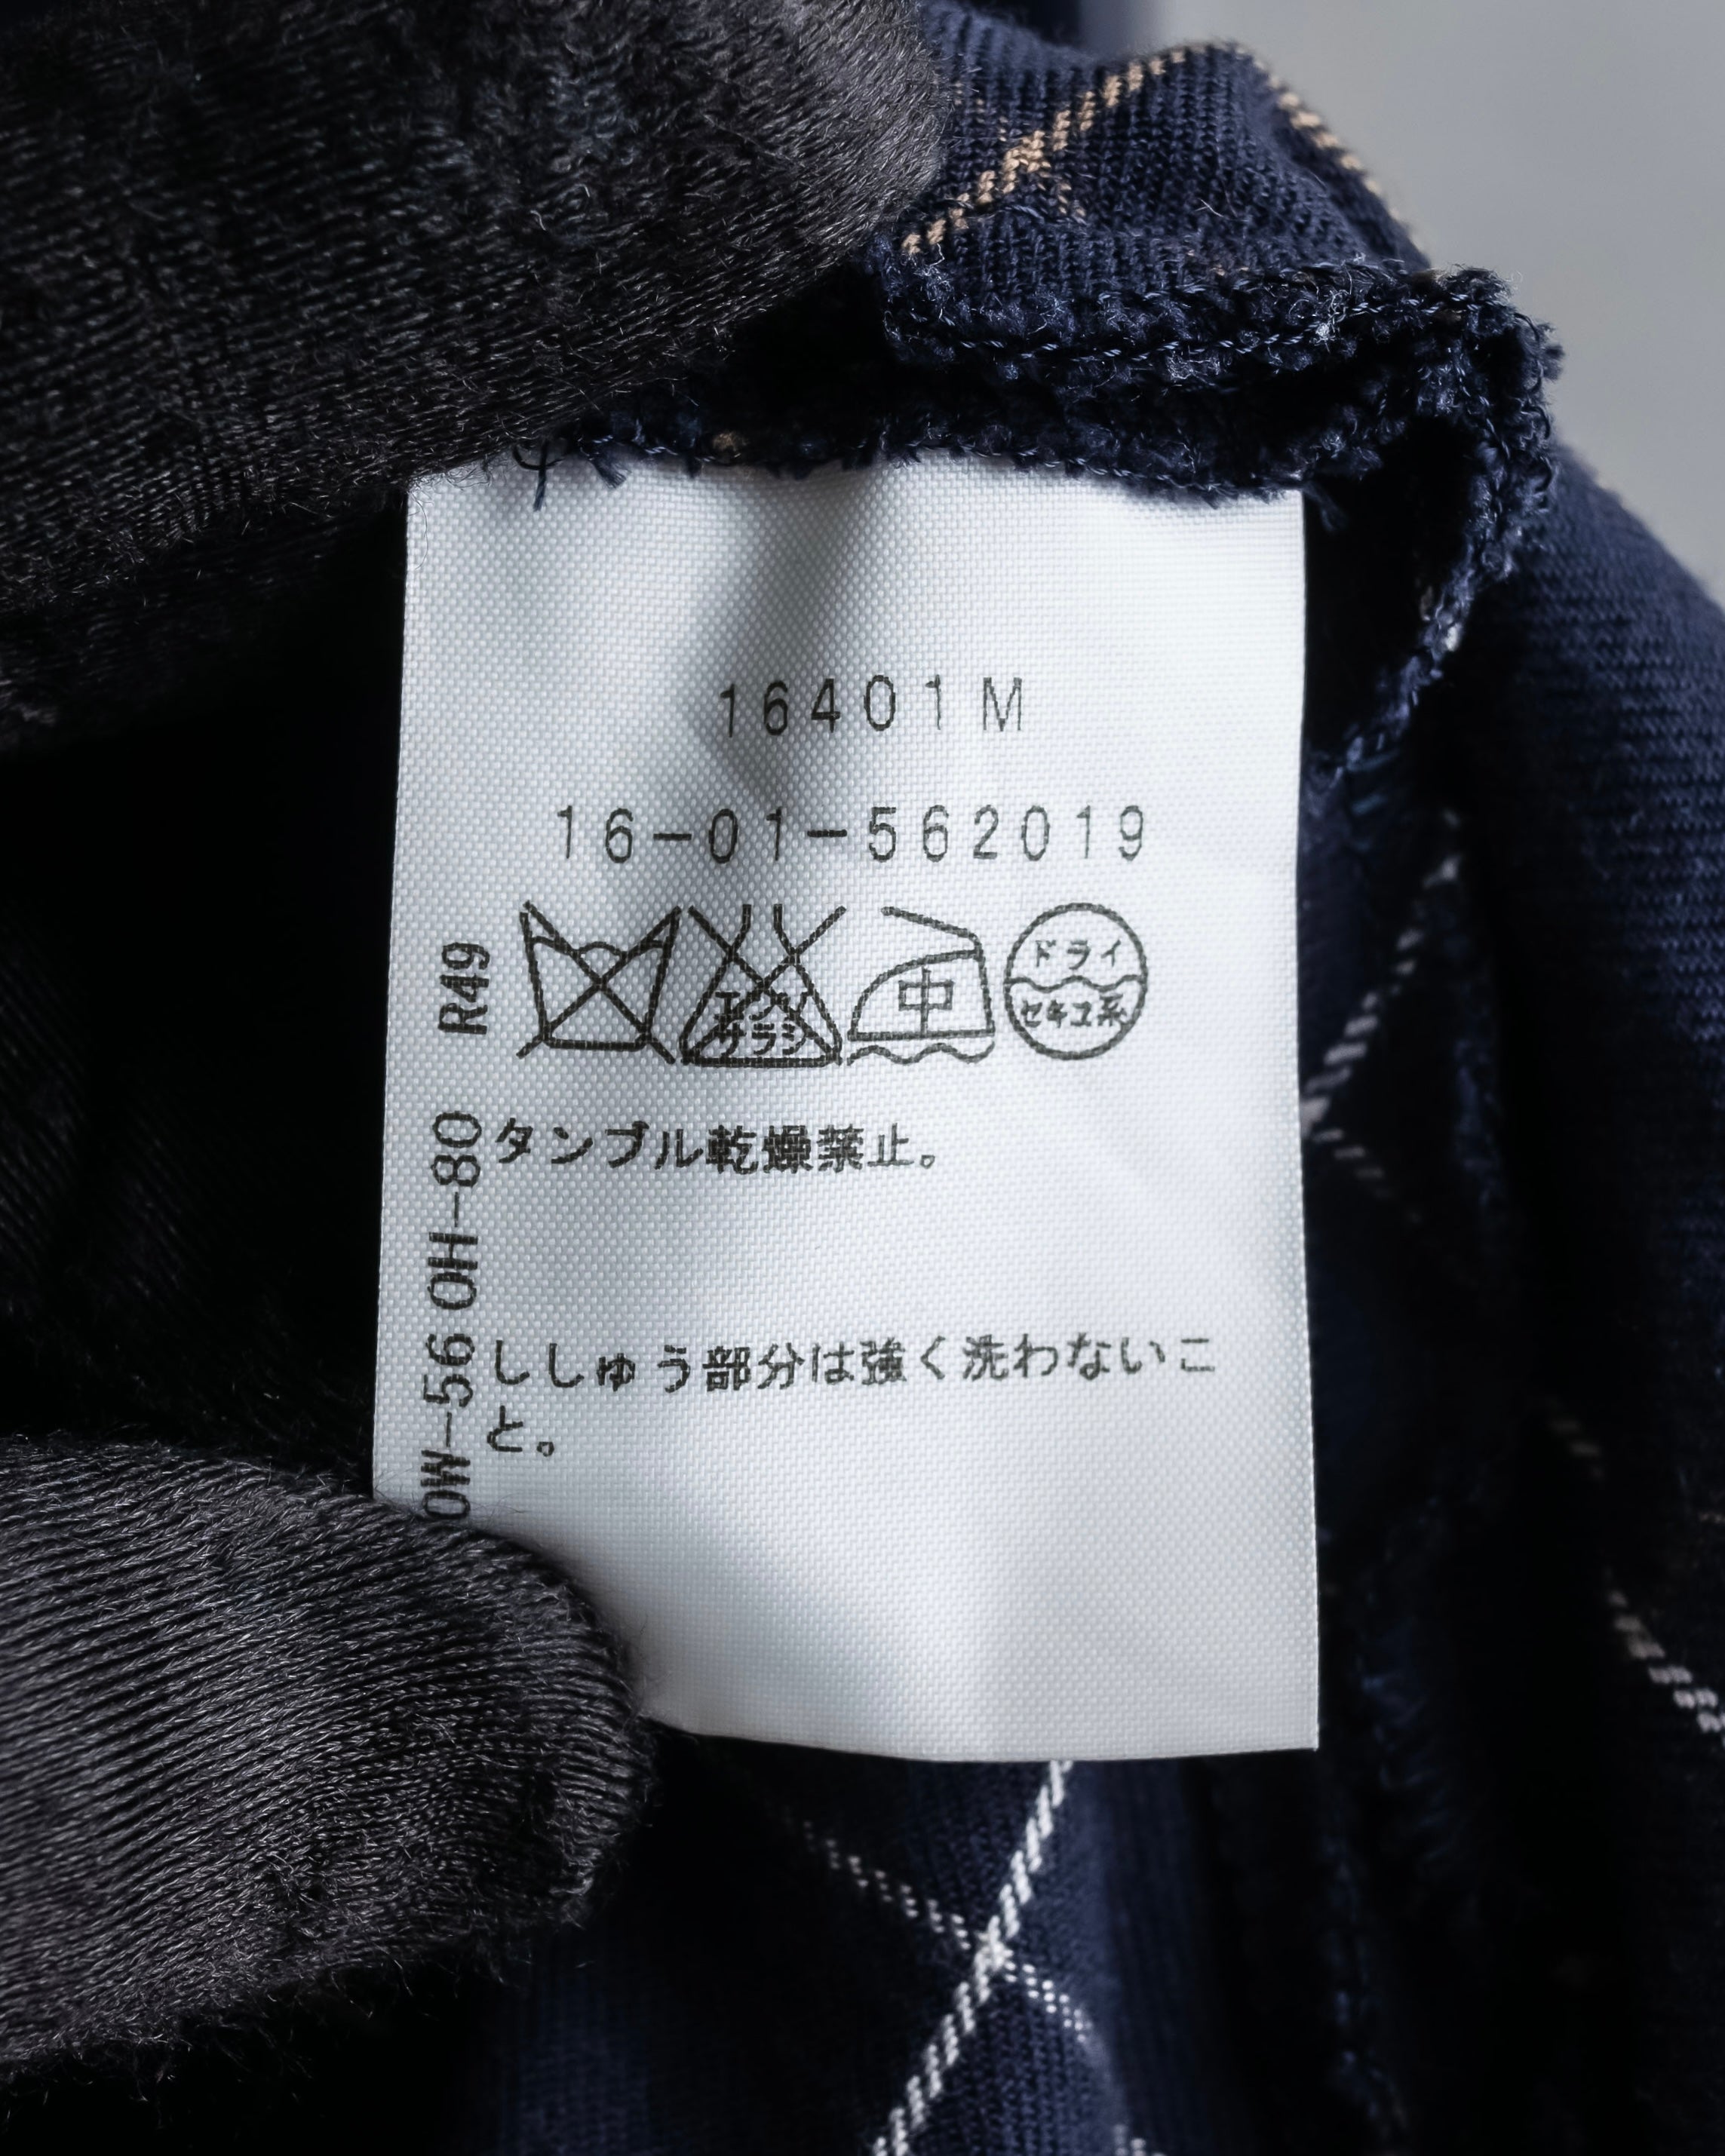 16401M
16-01-562019
エンソ
サラシ
中
ドライ
セキユ系
タンブル乾燥禁止。
ししゅう部分は強く洗わないこ
と。
0W-56 0H-80 R49